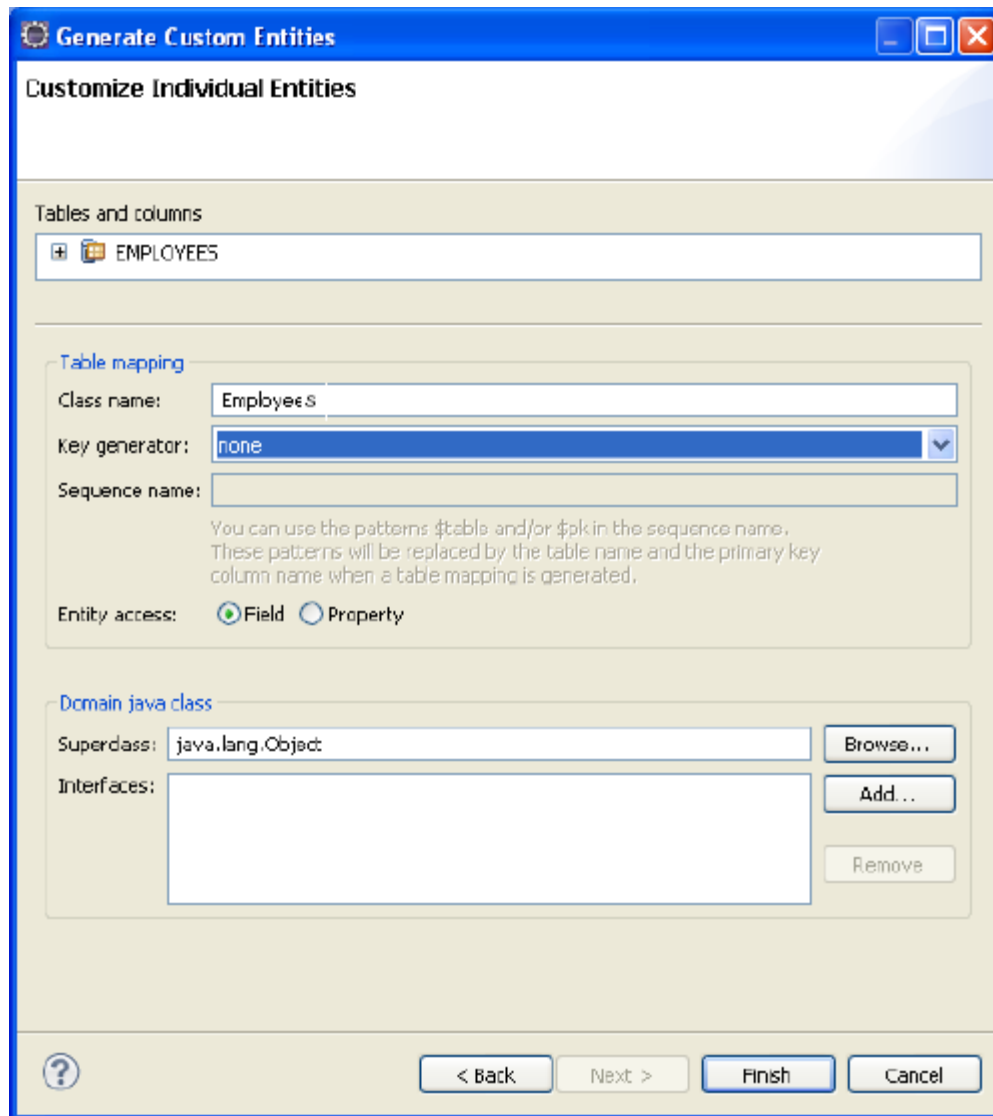 Generate Custom Entities
Customize Individual Entities
Tables and columns
EMPLOYEES
Table mapping
Class name: Employees
Key generator: none
Sequence name:
You can use the patterns $table and/or $pk in the sequence name.
These patterns will be replaced by the table name and the primary key
column name when a table mapping is generated.
Entity access: Field Property
Domain java class
Superclass: java.lang.Object Browse...
Interfaces: Add...
Remove
? < Back Next > Finish Cancel